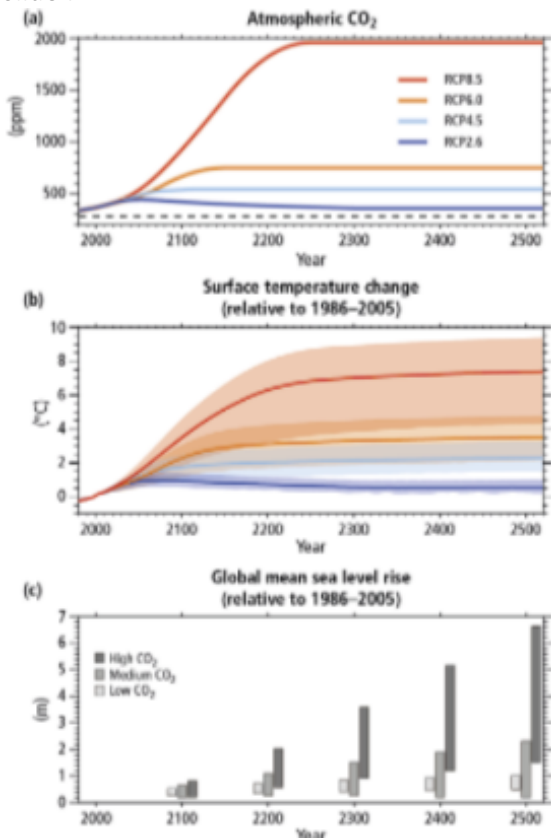 (a)
Atmospheric CO₂
2000
1500
1000
500
(ppm)
RCP8.5
RCP6.0
RCP4.5
RCP2.6
2000 2100 2200 2300 2400 2500
Year
(b)
Surface temperature change
(relative to 1986–2005)
10
8
6
4
2
0
(°C)
2000 2100 2200 2300 2400 2500
Year
(c)
Global mean sea level rise
(relative to 1986–2005)
7
6
5
4
3
2
1
0
(m)
High CO₂
Medium CO₂
Low CO₂
2000 2100 2200 2300 2400 2500
Year